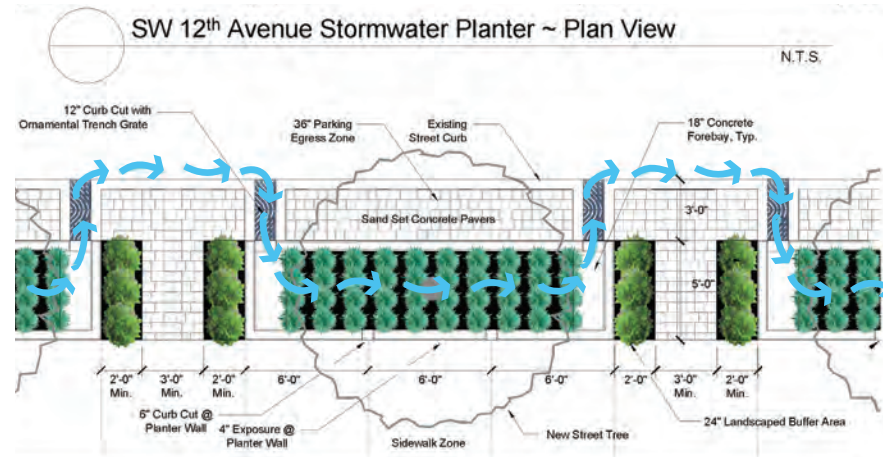 SW 12th Avenue Stormwater Planter ~ Plan View
N.T.S.
12" Curb Cut with
Ornamental Trench Grate
36" Parking
Egress Zone
Existing
Street Curb
18" Concrete
Forebay, Typ.
Sand Set Concrete Pavers
3'-0"
5'-0"
2'-0"
Min.
3'-0"
Min.
2'-0"
Min.
6'-0"
6'-0"
6'-0"
2'-0"
3'-0"
Min.
2'-0"
Min.
6" Curb Cut @
Planter Wall
4" Exposure @
Planter Wall
Sidewalk Zone
New Street Tree
24" Landscaped Buffer Area